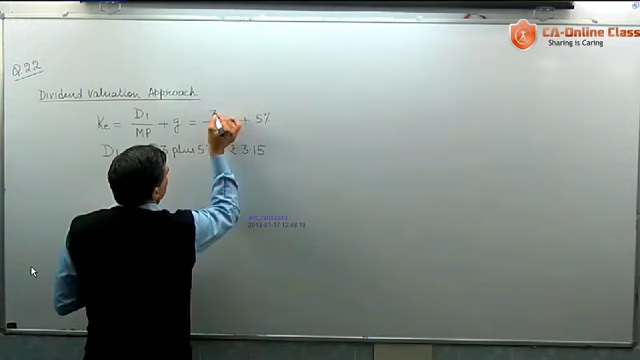 CA-Online Class
Sharing is Caring
Q.22
Dividend Valuation Approach
Ke = D1 / MP + g = 3 + 5%
D1 3 plus 5% ₹3.15
2013-01-17 12:48:19